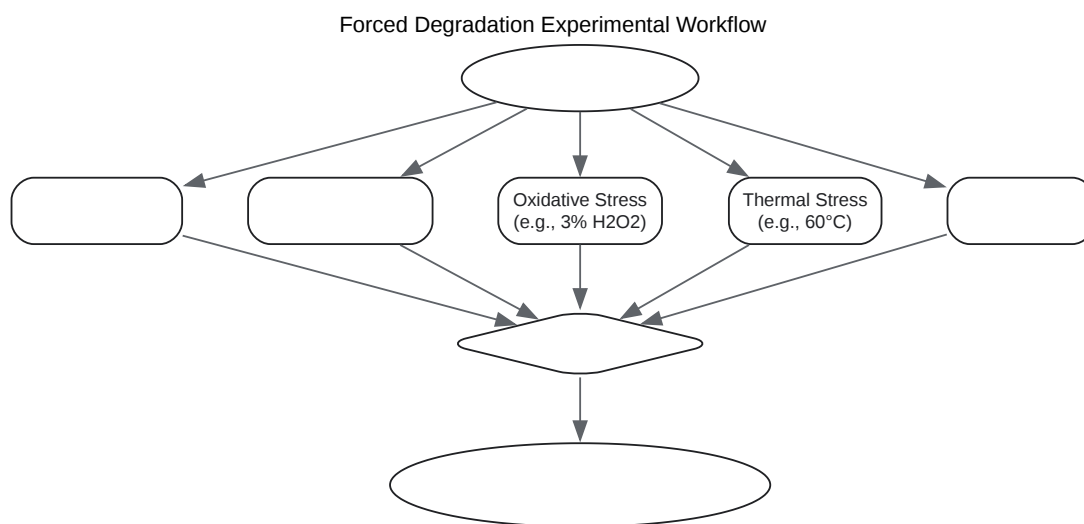 Forced Degradation Experimental Workflow
Oxidative Stress
(e.g., 3% H2O2)
Thermal Stress
(e.g., 60°C)